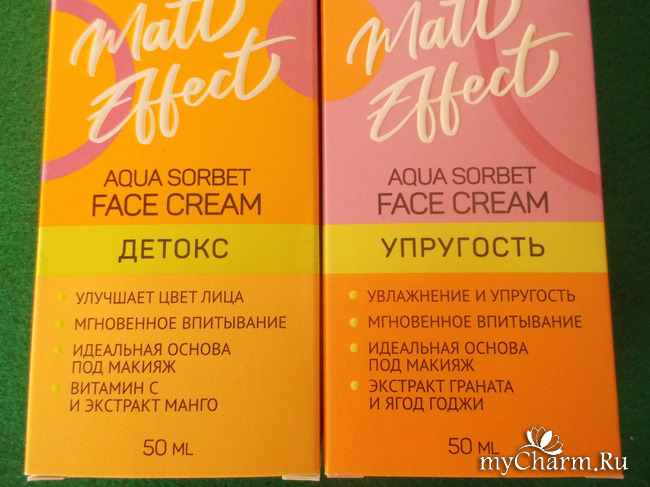 Matt
Effect
AQUA SORBET
FACE CREAM
ДЕТОКС
УЛУЧШАЕТ ЦВЕТ ЛИЦА
МГНОВЕННОЕ ВПИТЫВАНИЕ
ИДЕАЛЬНАЯ ОСНОВА
ПОД МАКИЯЖ
ВИТАМИН С
И ЭКСТРАКТ МАНГО
50 ML
Matt
Effect
AQUA SORBET
FACE CREAM
УПРУГОСТЬ
УВЛАЖНЕНИЕ И УПРУГОСТЬ
МГНОВЕННОЕ ВПИТЫВАНИЕ
ИДЕАЛЬНАЯ ОСНОВА
ПОД МАКИЯЖ
ЭКСТРАКТ ГРАНАТА
И ЯГОД ГОДЖИ
50 ML
myCharm.Ru